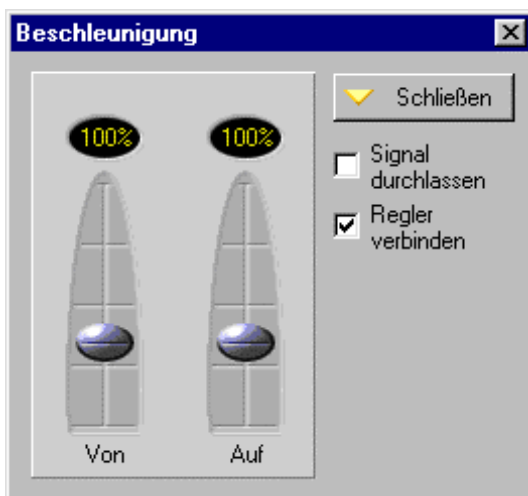 Beschleunigung
100% 100%
Schließen
Signal
durchlassen
Regler
verbinden
Von Auf